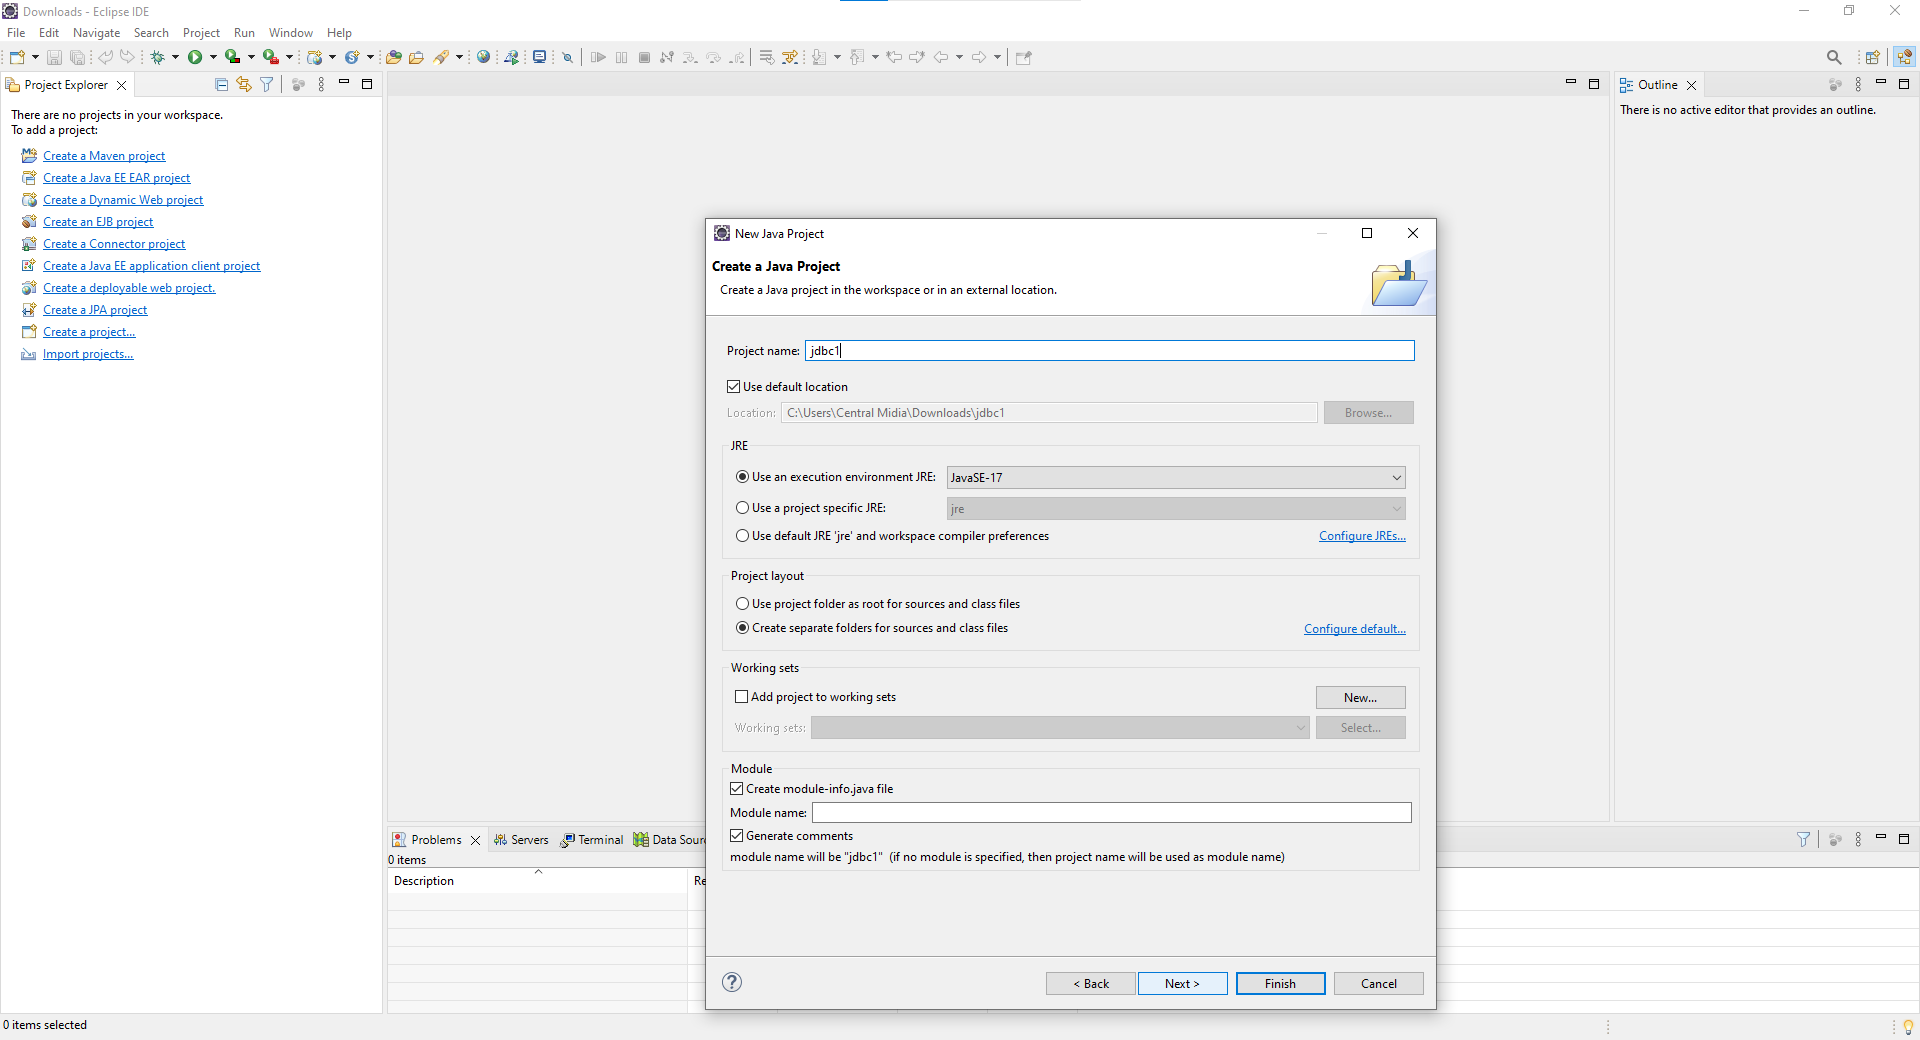 Downloads - Eclipse IDE
File Edit Navigate Search Project Run Window Help
Project Explorer
There are no projects in your workspace.
To add a project:
Create a Maven project
Create a Java EE EAR project
Create a Dynamic Web project
Create an EJB project
Create a Connector project
Create a Java EE application client project
Create a deployable web project.
Create a JPA project
Create a project...
Import projects...
Outline
There is no active editor that provides an outline.
New Java Project
Create a Java Project
Create a Java project in the workspace or in an external location.
Project name: jdbc1
Use default location
Location: C:\Users\Central Midia\Downloads\jdbc1 Browse...
JRE
Use an execution environment JRE: JavaSE-17
Use a project specific JRE: jre
Use default JRE 'jre' and workspace compiler preferences Configure JREs...
Project layout
Use project folder as root for sources and class files
Create separate folders for sources and class files Configure default...
Working sets
Add project to working sets New...
Working sets: Select...
Module
Create module-info.java file
Module name:
Generate comments
module name will be "jdbc1" (if no module is specified, then project name will be used as module name)
< Back Next > Finish Cancel
Problems Servers Terminal Data Sour
0 items
Description Re
0 items selected